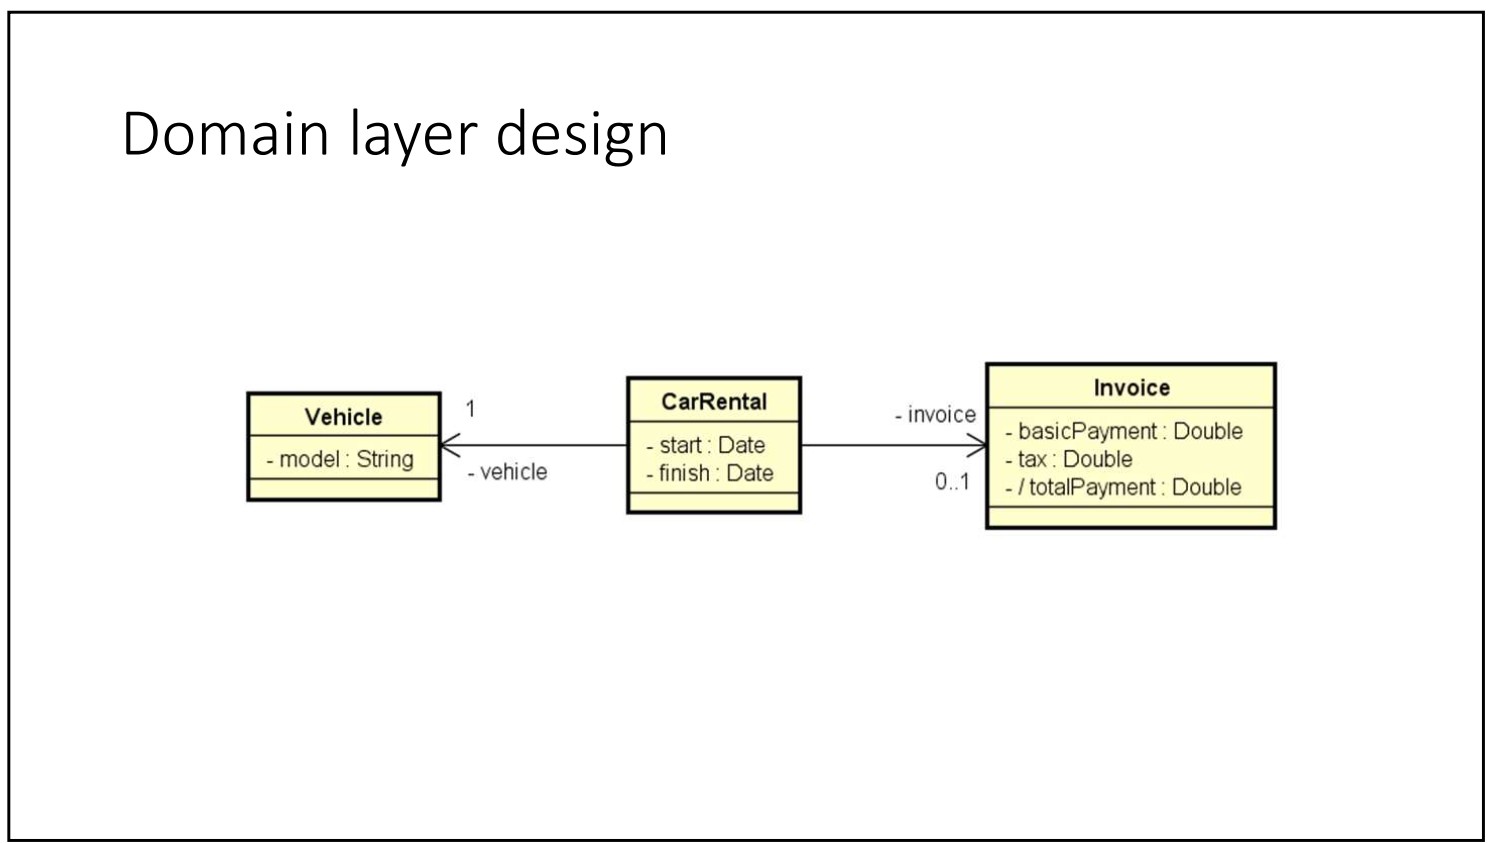 Domain layer design
Vehicle
- model : String
1
- vehicle
CarRental
- start : Date
- finish : Date
- invoice
0..1
Invoice
- basicPayment : Double
- tax : Double
- / totalPayment : Double